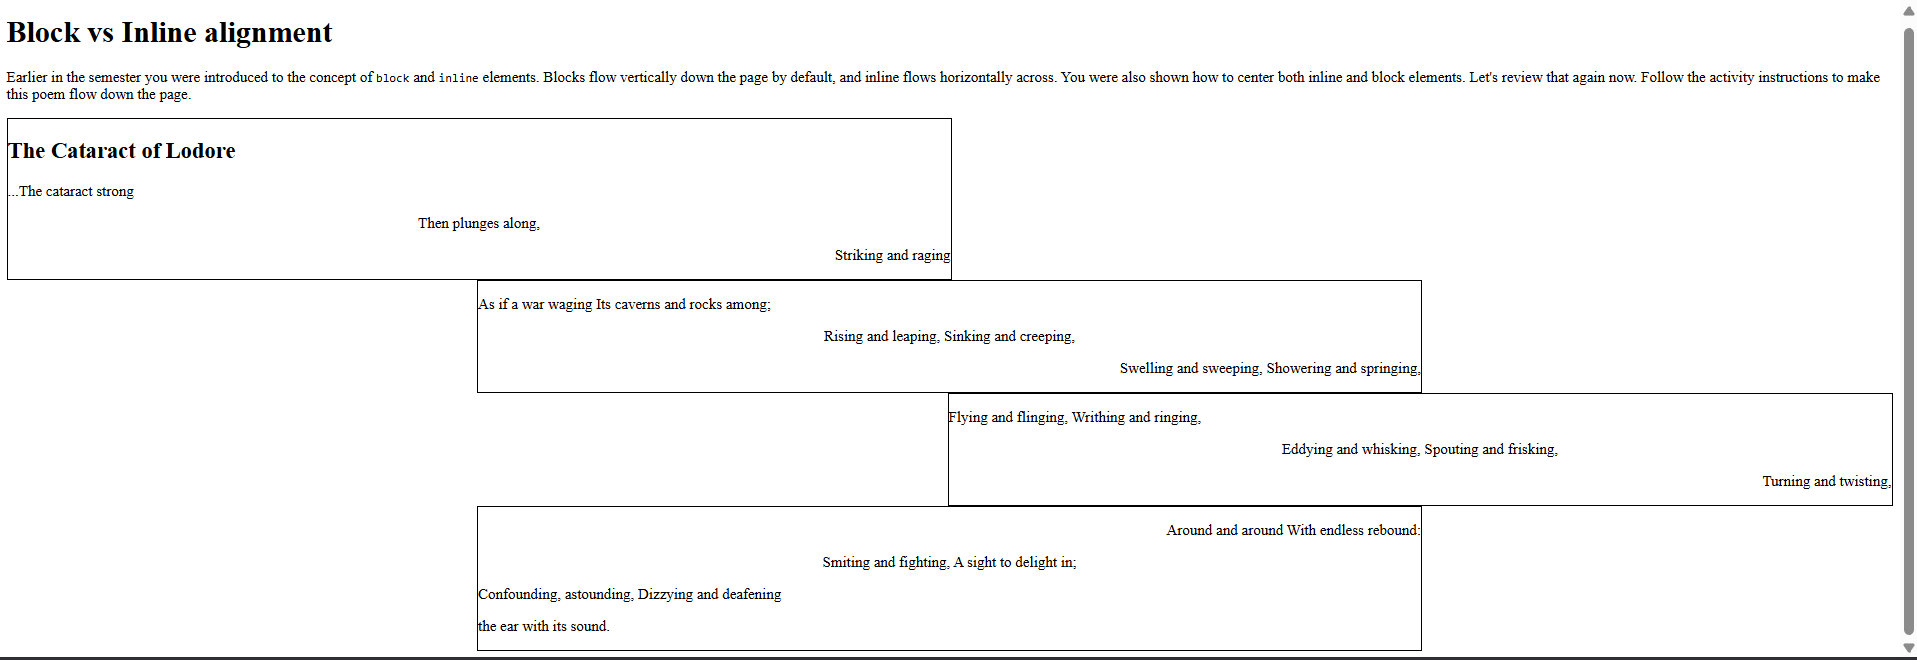 Block vs Inline alignment
Earlier in the semester you were introduced to the concept of block and inline elements. Blocks flow vertically down the page by default, and inline flows horizontally across. You were also shown how to center both inline and block elements. Let's review that again now. Follow the activity instructions to make
this poem flow down the page.
The Cataract of Lodore
...The cataract strong
Then plunges along,
Striking and raging
As if a war waging Its caverns and rocks among;
Rising and leaping, Sinking and creeping,
Swelling and sweeping, Showering and springing,
Flying and flinging, Writhing and ringing,
Eddying and whisking, Spouting and frisking,
Turning and twisting,
Around and around With endless rebound:
Smiting and fighting, A sight to delight in;
Confounding, astounding, Dizzying and deafening
the ear with its sound.